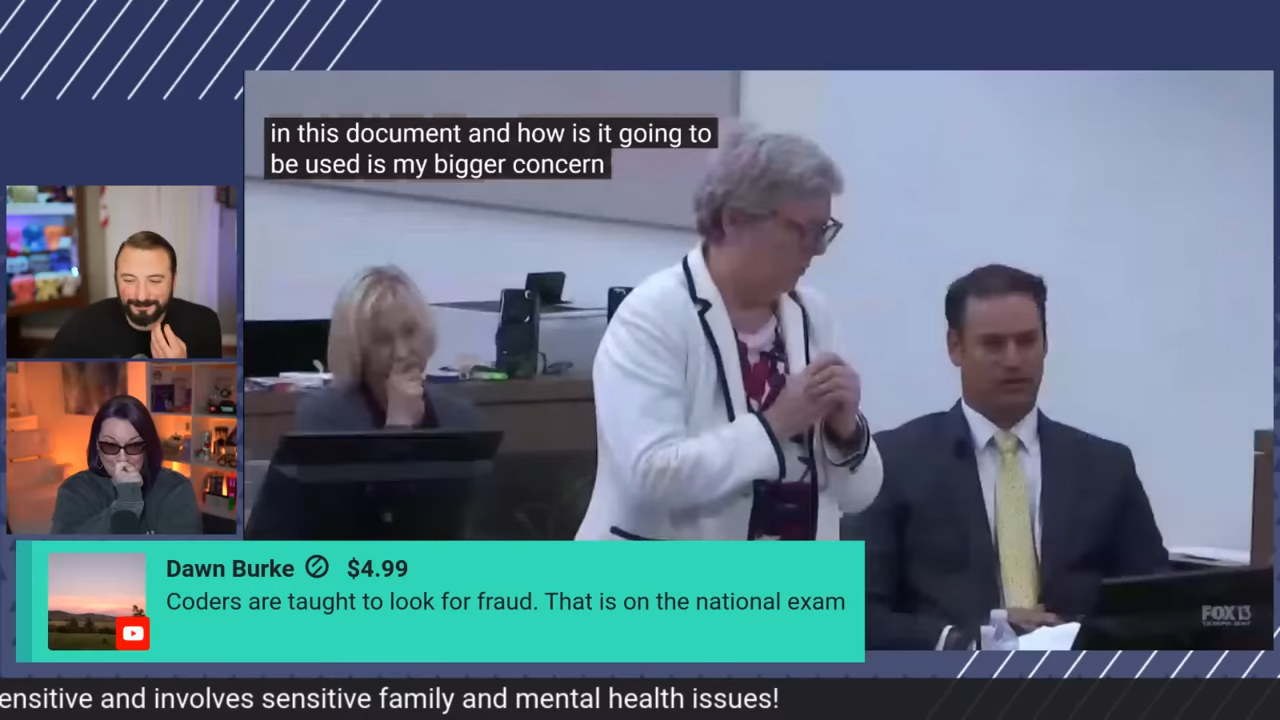 in this document and how is it going to
be used is my bigger concern
Dawn Burke $4.99
Coders are taught to look for fraud. That is on the national exam
FOX 13
TAMPA BAY
ensitive and involves sensitive family and mental health issues!